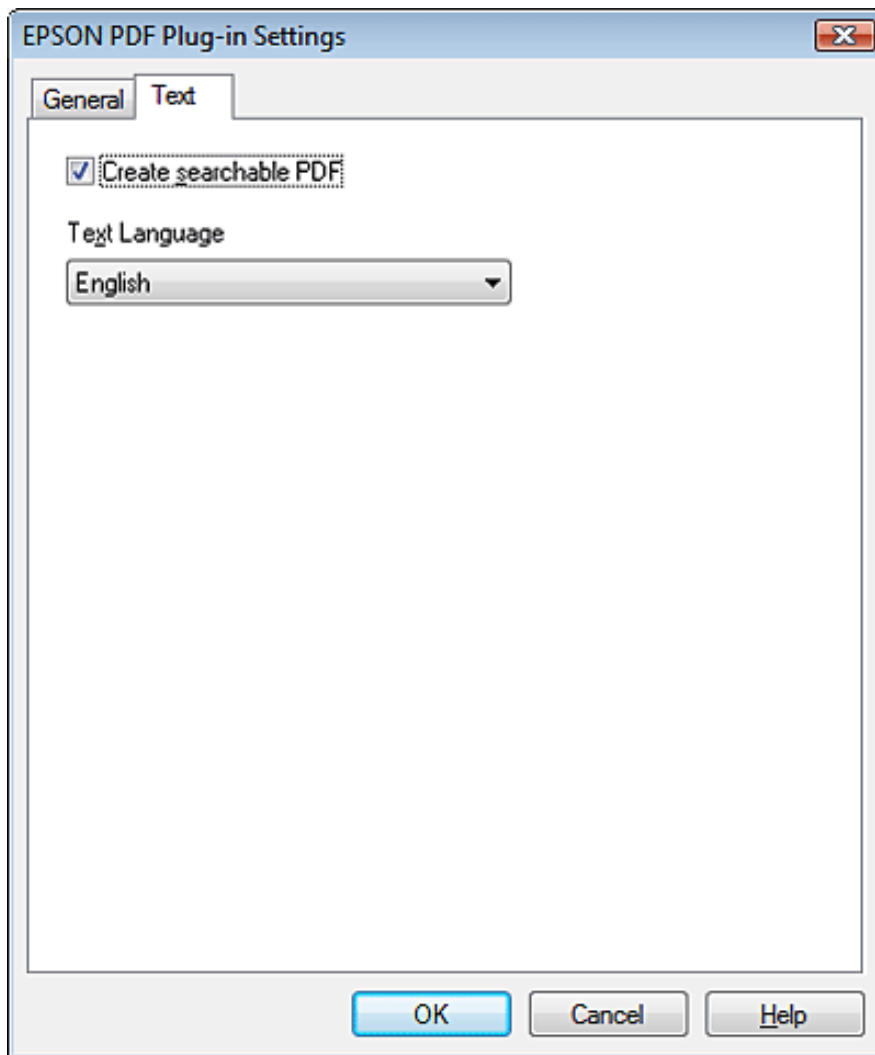 EPSON PDF Plug-in Settings
General Text
Create searchable PDF
Text Language
English
OK Cancel Help